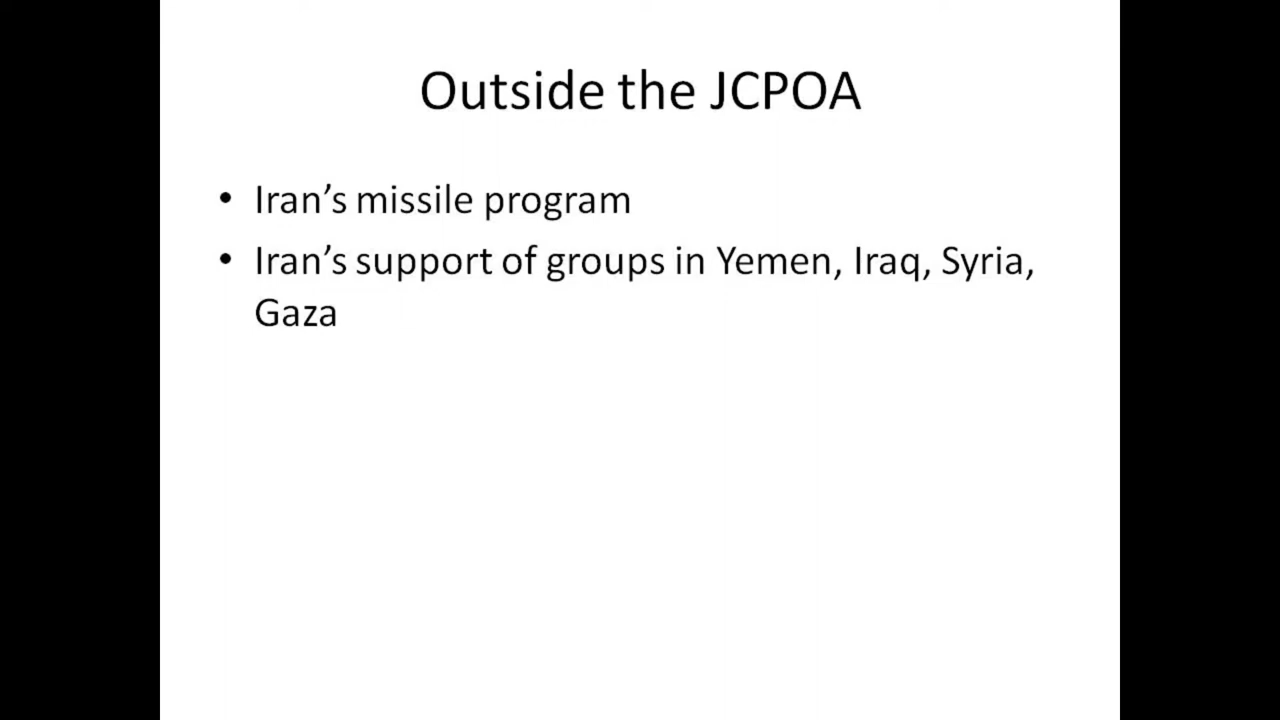 Outside the JCPOA
• Iran’s missile program
• Iran’s support of groups in Yemen, Iraq, Syria,
Gaza